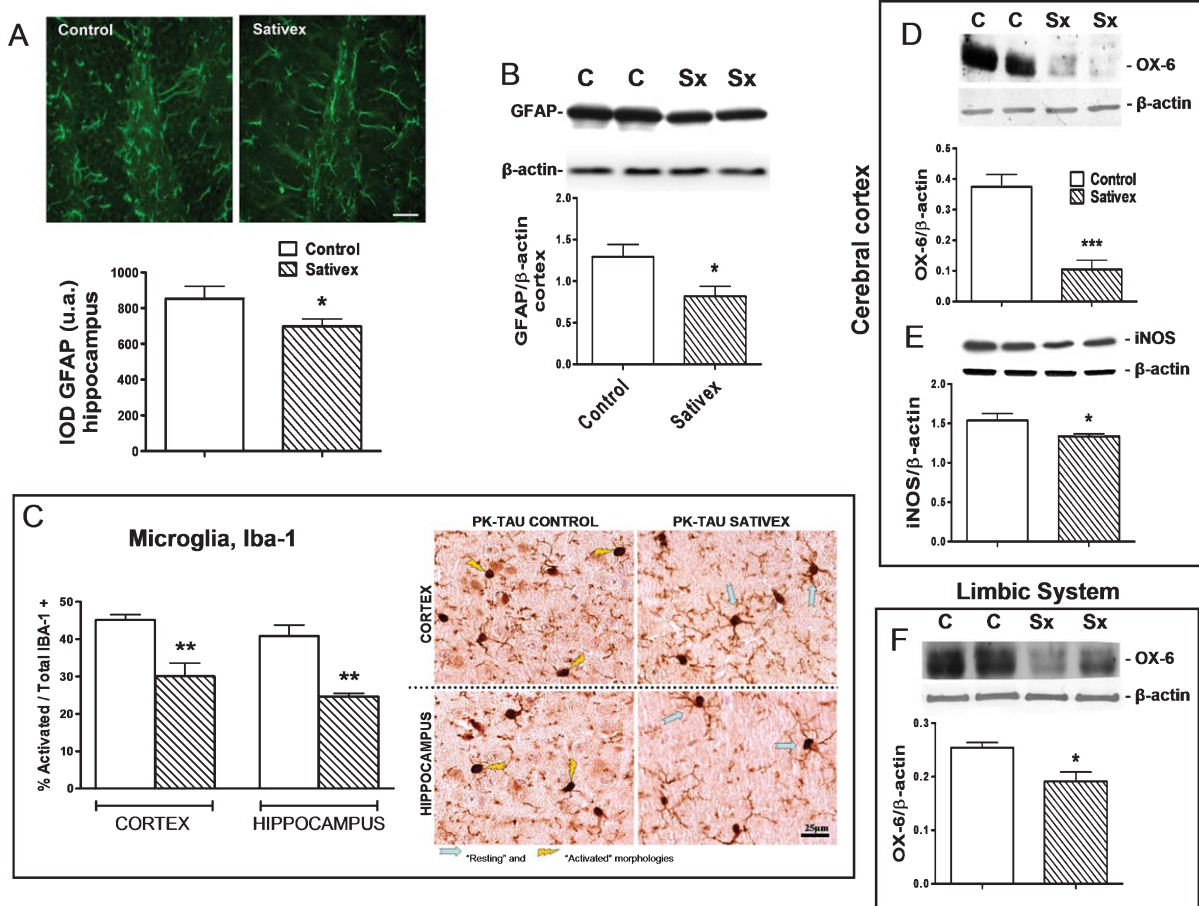 A
Control
Sativex
Control
Sativex
IOD GFAP (u.a.)
hippocampus
1000
800
600
400
200
0
*
B
C C Sx Sx
GFAP-
β-actin-
GFAP/β-actin
cortex
2.0
1.5
1.0
0.5
0.0
*
Control
Sativex
C
Microglia, Iba-1
% Activated / Total IBA-1 +
50
40
30
20
10
0
**
**
CORTEX
HIPPOCAMPUS
PK-TAU CONTROL
PK-TAU SATIVEX
CORTEX
HIPPOCAMPUS
25µm
"Resting" and "Activated" morphologies
Cerebral cortex
D
C C Sx Sx
- OX-6
- β-actin
Control
Sativex
OX-6/β-actin
0.5
0.4
0.3
0.2
0.1
0.0
***
E
- iNOS
- β-actin
iNOS/β-actin
2.0
1.5
1.0
0.5
0.0
*
Limbic System
F
C C Sx Sx
- OX-6
- β-actin
OX-6/β-actin
0.3
0.2
0.1
0.0
*